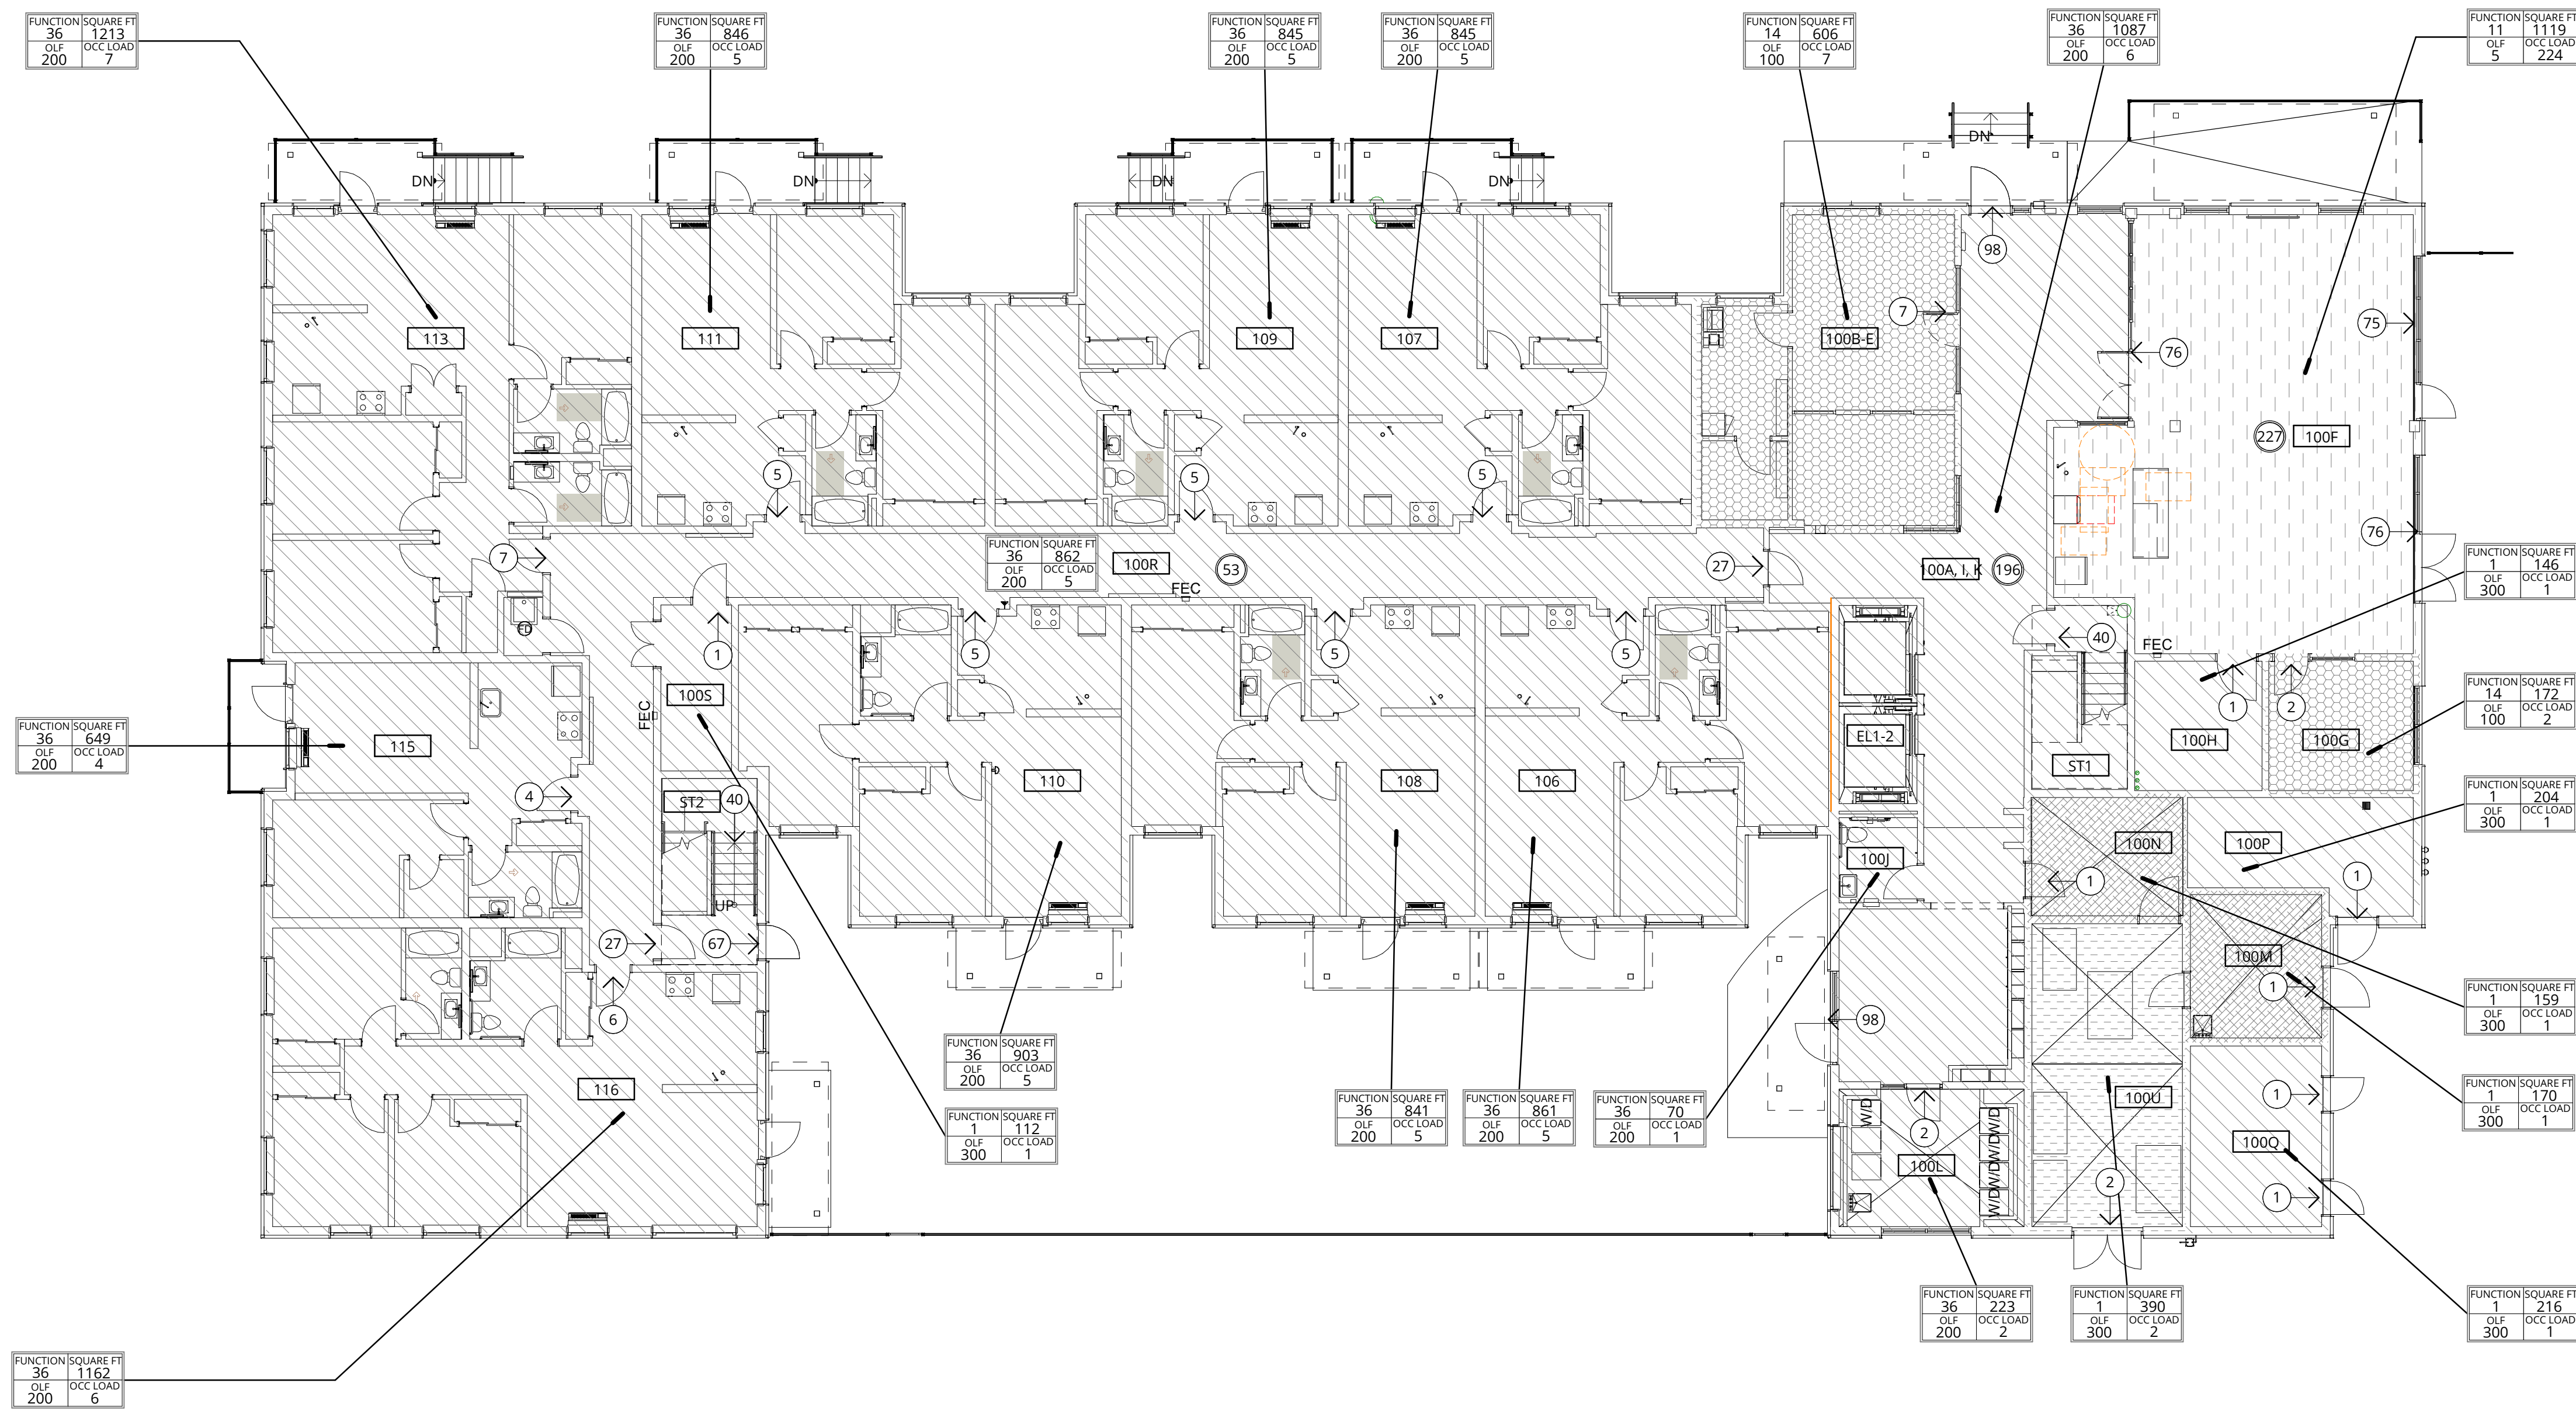 FUNCTION SQUARE FT
36 1213
OLF OCC LOAD
200 7
FUNCTION SQUARE FT
36 846
OLF OCC LOAD
200 5
FUNCTION SQUARE FT
36 845
OLF OCC LOAD
200 5
FUNCTION SQUARE FT
36 845
OLF OCC LOAD
200 5
FUNCTION SQUARE FT
14 606
OLF OCC LOAD
100 7
FUNCTION SQUARE FT
36 1087
OLF OCC LOAD
200 6
FUNCTION SQUARE FT
11 1119
OLF OCC LOAD
5 224
DN
DN
DN
DN
DN
98
7
75
76
113
111
109
107
100B-E
227
100F
5
5
5
76
7
FUNCTION SQUARE FT
36 862
OLF OCC LOAD
200 5
100R
53
FEC
27
100A, I, K
196
FUNCTION SQUARE FT
1 146
OLF OCC LOAD
300 1
FD
1
5
5
5
40
FEC
100S
FEC
1
2
FUNCTION SQUARE FT
14 172
OLF OCC LOAD
100 2
FUNCTION SQUARE FT
36 649
OLF OCC LOAD
200 4
115
EL1-2
100H
100G
ST1
110
108
106
4
ST2
40
FUNCTION SQUARE FT
1 204
OLF OCC LOAD
300 1
100N
100P
100J
1
1
UP
27
67
100M
1
6
98
FUNCTION SQUARE FT
1 159
OLF OCC LOAD
300 1
FUNCTION SQUARE FT
36 903
OLF OCC LOAD
200 5
116
FUNCTION SQUARE FT
1 112
OLF OCC LOAD
300 1
FUNCTION SQUARE FT
36 841
OLF OCC LOAD
200 5
FUNCTION SQUARE FT
36 861
OLF OCC LOAD
200 5
FUNCTION SQUARE FT
36 70
OLF OCC LOAD
200 1
W/D
2
W/D
W/D
W/D
W/D
100L
100U
1
100Q
2
1
FUNCTION SQUARE FT
1 170
OLF OCC LOAD
300 1
FUNCTION SQUARE FT
36 223
OLF OCC LOAD
200 2
FUNCTION SQUARE FT
1 390
OLF OCC LOAD
300 2
FUNCTION SQUARE FT
1 216
OLF OCC LOAD
300 1
FUNCTION SQUARE FT
36 1162
OLF OCC LOAD
200 6